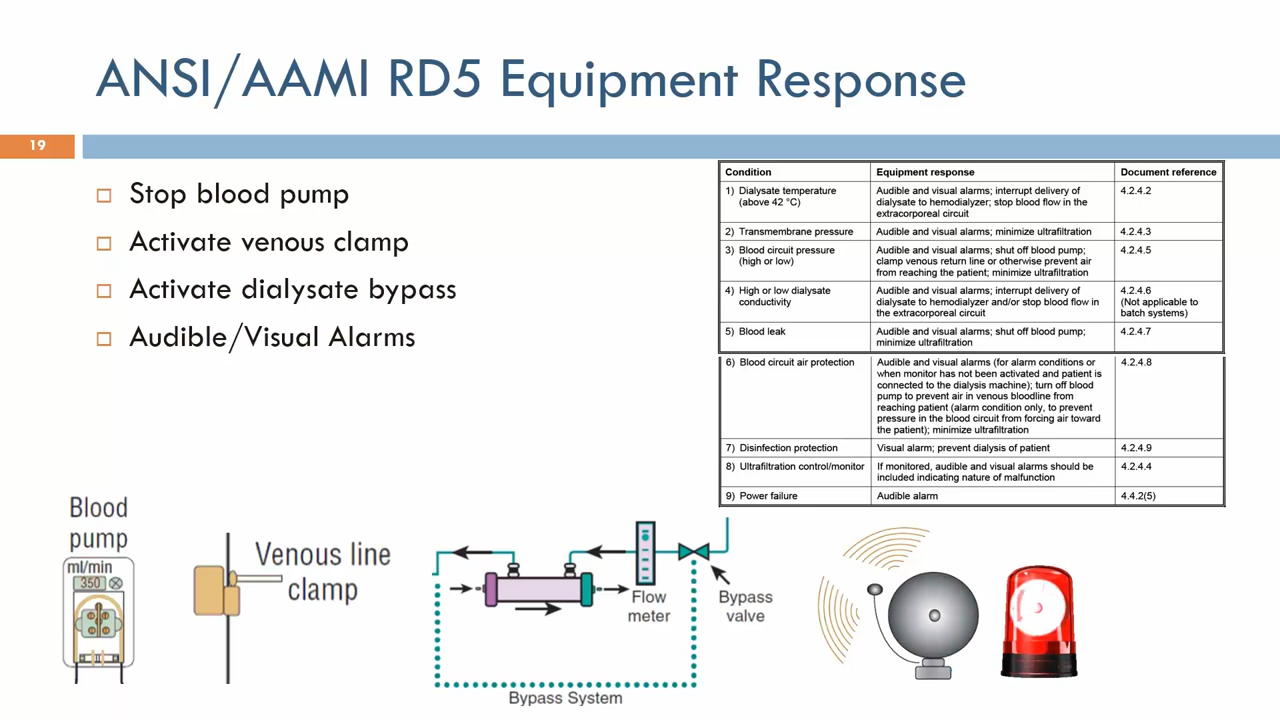 ANSI/AAMI RD5 Equipment Response
19
Stop blood pump
Activate venous clamp
Activate dialysate bypass
Audible/Visual Alarms
Condition Equipment response Document reference
1) Dialysate temperature Audible and visual alarms; interrupt delivery of 4.2.4.2
(above 42 °C) dialysate to hemodialyzer; stop blood flow in the
extracorporeal circuit
2) Transmembrane pressure Audible and visual alarms; minimize ultrafiltration 4.2.4.3
3) Blood circuit pressure Audible and visual alarms; shut off blood pump; 4.2.4.5
(high or low) clamp venous return line or otherwise prevent air
from reaching the patient; minimize ultrafiltration
4) High or low dialysate Audible and visual alarms; interrupt delivery of 4.2.4.6
conductivity dialysate to hemodialyzer and/or stop blood flow in (Not applicable to
the extracorporeal circuit batch systems)
5) Blood leak Audible and visual alarms; shut off blood pump; 4.2.4.7
minimize ultrafiltration
6) Blood circuit air protection Audible and visual alarms (for alarm conditions or 4.2.4.8
when monitor has not been activated and patient is
connected to the dialysis machine); turn off blood
pump to prevent air in venous bloodline from
reaching patient (alarm condition only, to prevent
pressure in the blood circuit from forcing air toward
the patient); minimize ultrafiltration
7) Disinfection protection Visual alarm; prevent dialysis of patient 4.2.4.9
8) Ultrafiltration control/monitor If monitored, audible and visual alarms should be 4.2.4.4
included indicating nature of malfunction
9) Power failure Audible alarm 4.4.2(5)
Blood
pump
ml/min
350
Venous line
clamp
Flow
meter
Bypass
valve
Bypass System